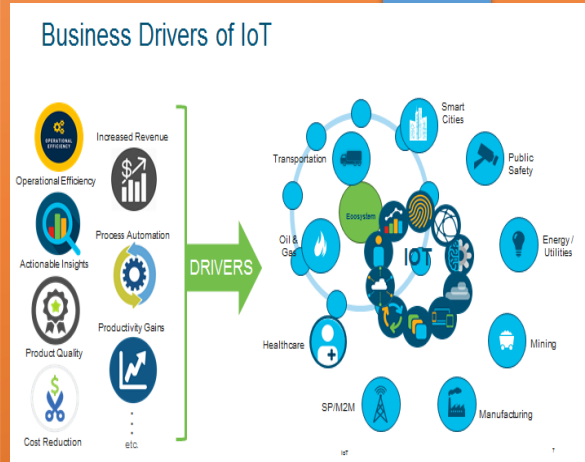 Business Drivers of IoT
OPERATIONAL
EFFICIENCY
Operational Efficiency
Increased Revenue
Actionable Insights
Process Automation
Product Quality
Productivity Gains
Cost Reduction
etc.
DRIVERS
Smart
Cities
Transportation
Public
Safety
Ecosystem
Oil &
Gas
IOT
Energy /
Utilities
Healthcare
Mining
SP/M2M
Manufacturing
IoT
7